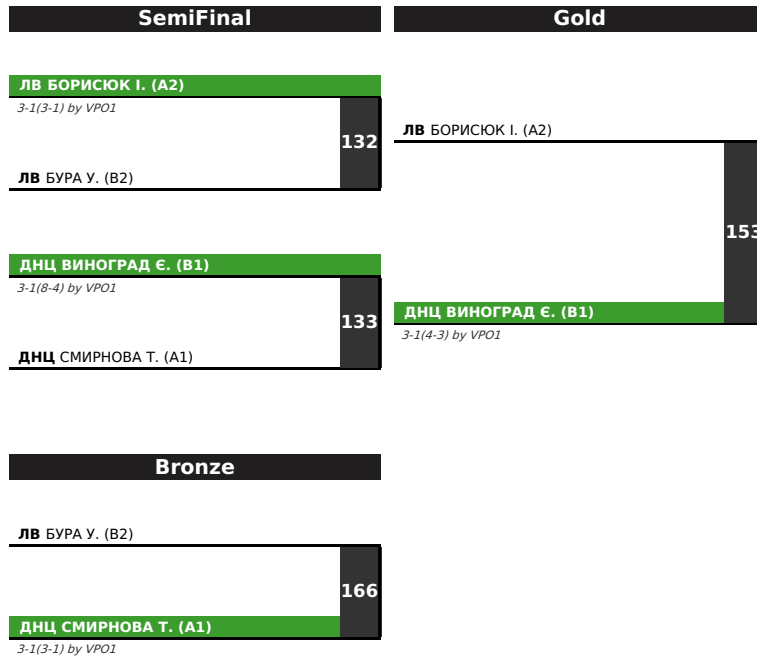 SemiFinal
ЛВ БОРИСЮК І. (A2)
3-1(3-1) by VPO1
132
ЛВ БУРА У. (B2)
ДНЦ ВИНОГРАД Є. (B1)
3-1(8-4) by VPO1
133
ДНЦ СМИРНОВА Т. (A1)
Gold
ЛВ БОРИСЮК І. (A2)
153
ДНЦ ВИНОГРАД Є. (B1)
3-1(4-3) by VPO1
Bronze
ЛВ БУРА У. (B2)
166
ДНЦ СМИРНОВА Т. (A1)
3-1(3-1) by VPO1